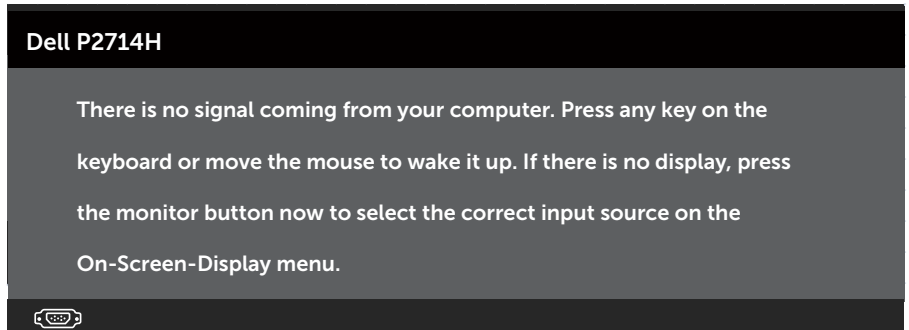 Dell P2714H
There is no signal coming from your computer. Press any key on the
keyboard or move the mouse to wake it up. If there is no display, press
the monitor button now to select the correct input source on the
On-Screen-Display menu.